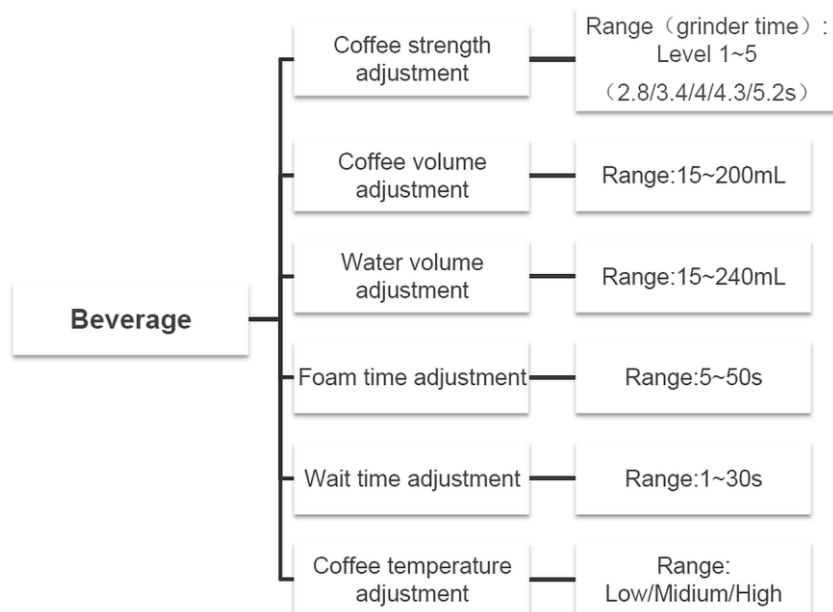 Coffee strength
adjustment
Range（grinder time）:
Level 1~5
（2.8/3.4/4/4.3/5.2s）
Coffee volume
adjustment
Range:15~200mL
Water volume
adjustment
Range:15~240mL
Beverage
Foam time adjustment
Range:5~50s
Wait time adjustment
Range:1~30s
Coffee temperature
adjustment
Range:
Low/Midium/High